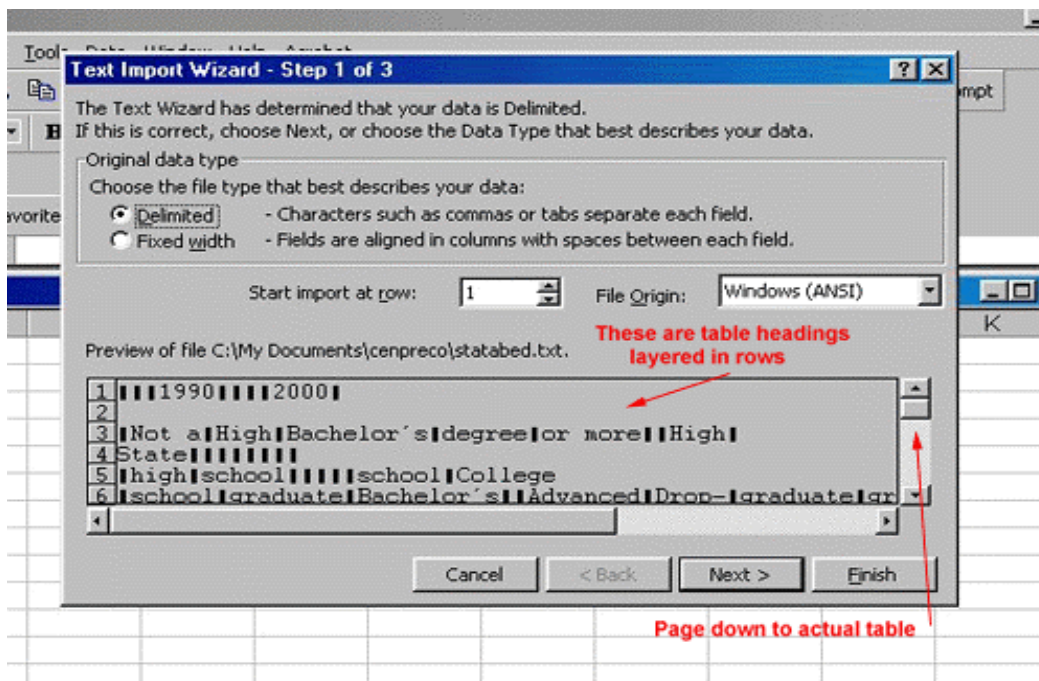 Tools Data Window Help Acrobat
Text Import Wizard - Step 1 of 3
? ×
The Text Wizard has determined that your data is Delimited.
If this is correct, choose Next, or choose the Data Type that best describes your data.
Original data type
Choose the file type that best describes your data:
Delimited - Characters such as commas or tabs separate each field.
Fixed width - Fields are aligned in columns with spaces between each field.
Start import at row: 1 File Origin: Windows (ANSI)
These are table headings
layered in rows
K
Preview of file C:\My Documents\cenpreco\statabed.txt.
1 ▮▮▮1990▮▮▮▮2000▮
2
3 ▮Not a▮High▮Bachelor´s▮degree▮or more▮▮High▮
4 State▮▮▮▮▮▮▮▮
5 ▮high▮school▮▮▮▮▮school▮College
6 ▮school▮graduate▮Bachelor´s▮▮Advanced▮Drop-▮graduate▮gr
Cancel < Back Next > Finish
Page down to actual table
B